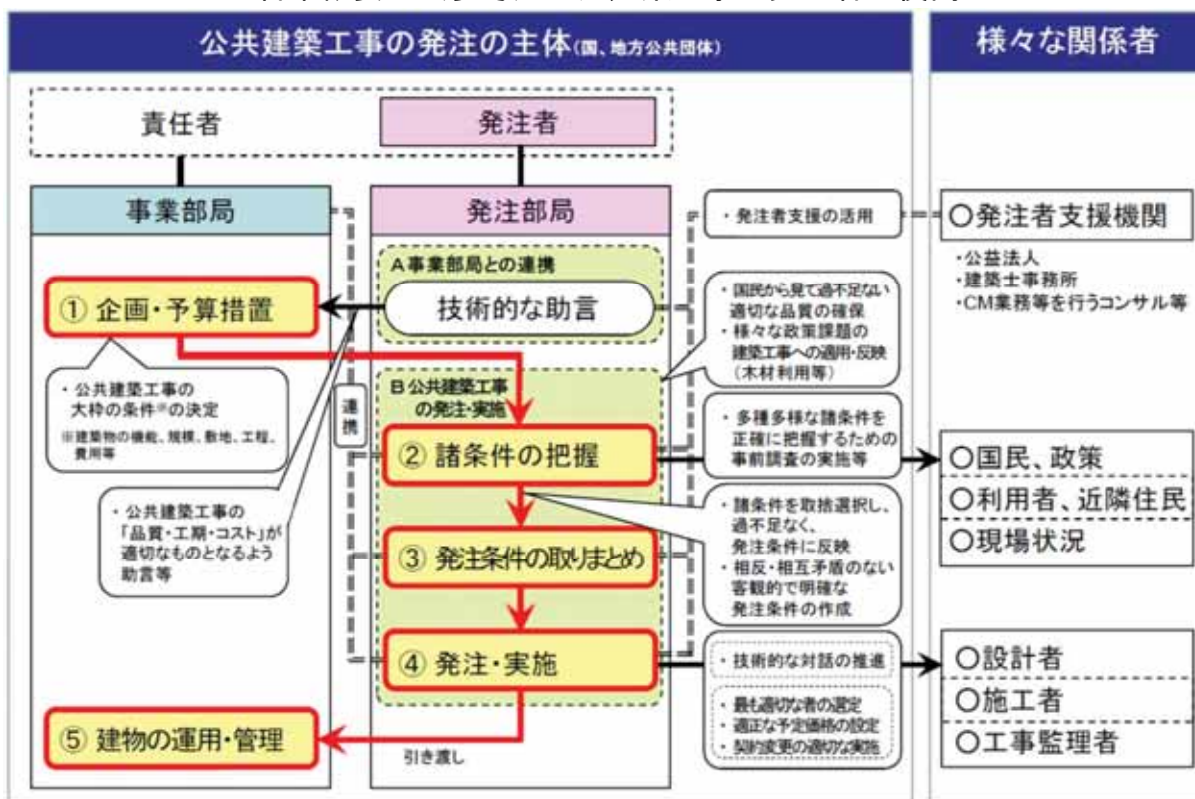 公共建築工事の発注の主体(国、地方公共団体)
様々な関係者
責任者
発注者
事業部局
発注部局
・発注者支援の活用
〇発注者支援機関
・公益法人
・建築士事務所
・CM業務等を行うコンサル等
A 事業部局との連携
技術的な助言
① 企画・予算措置
・国民から見て過不足ない
適切な品質の確保
・様々な政策課題の
建築工事への適用・反映
(木材利用等)
・公共建築工事の
大枠の条件※の決定
※建築物の機能、規模、敷地、工程、
費用等
連携
B 公共建築工事
の発注・実施
② 諸条件の把握
・多種多様な諸条件を
正確に把握するための
事前調査の実施等
〇国民、政策
〇利用者、近隣住民
〇現場状況
・公共建築工事の
「品質・工期・コスト」が
適切なものとなるよう
助言等
・諸条件を取捨選択し、
過不足なく、
発注条件に反映
・相反・相互矛盾のない
客観的で明確な
発注条件の作成
③ 発注条件の取りまとめ
④ 発注・実施
・技術的な対話の推進
・最も適切な者の選定
・適正な予定価格の設定
・契約変更の適切な実施
〇設計者
〇施工者
〇工事監理者
⑤ 建物の運用・管理
引き渡し